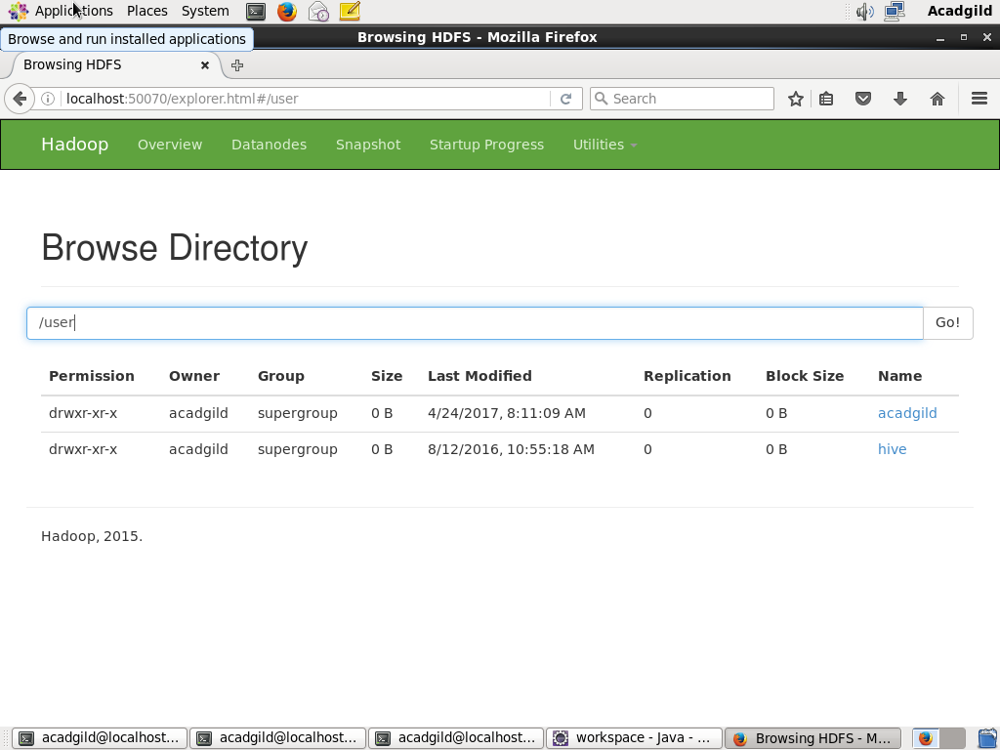 Applications Places System Acadgild
Browse and run installed applications
Browsing HDFS - Mozilla Firefox
Browsing HDFS
localhost:50070/explorer.html#/user
Search
Hadoop Overview Datanodes Snapshot Startup Progress Utilities
Browse Directory
/user Go!
Permission Owner Group Size Last Modified Replication Block Size Name
drwxr-xr-x acadgild supergroup 0 B 4/24/2017, 8:11:09 AM 0 0 B acadgild
drwxr-xr-x acadgild supergroup 0 B 8/12/2016, 10:55:18 AM 0 0 B hive
Hadoop, 2015.
acadgild@localhost... acadgild@localhost... acadgild@localhost... workspace - Java - ... Browsing HDFS - M...